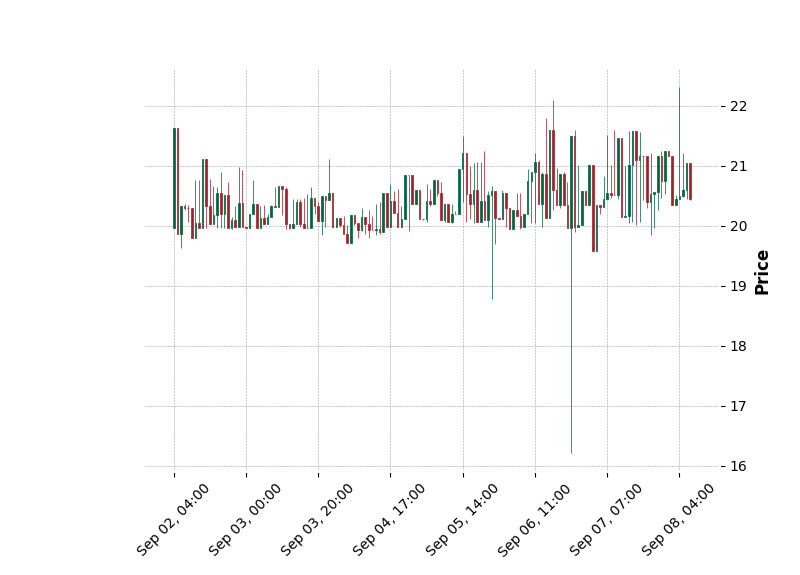 22
21
20
19
18
17
16
Price
Sep 02, 04:00
Sep 03, 00:00
Sep 03, 20:00
Sep 04, 17:00
Sep 05, 14:00
Sep 06, 11:00
Sep 07, 07:00
Sep 08, 04:00